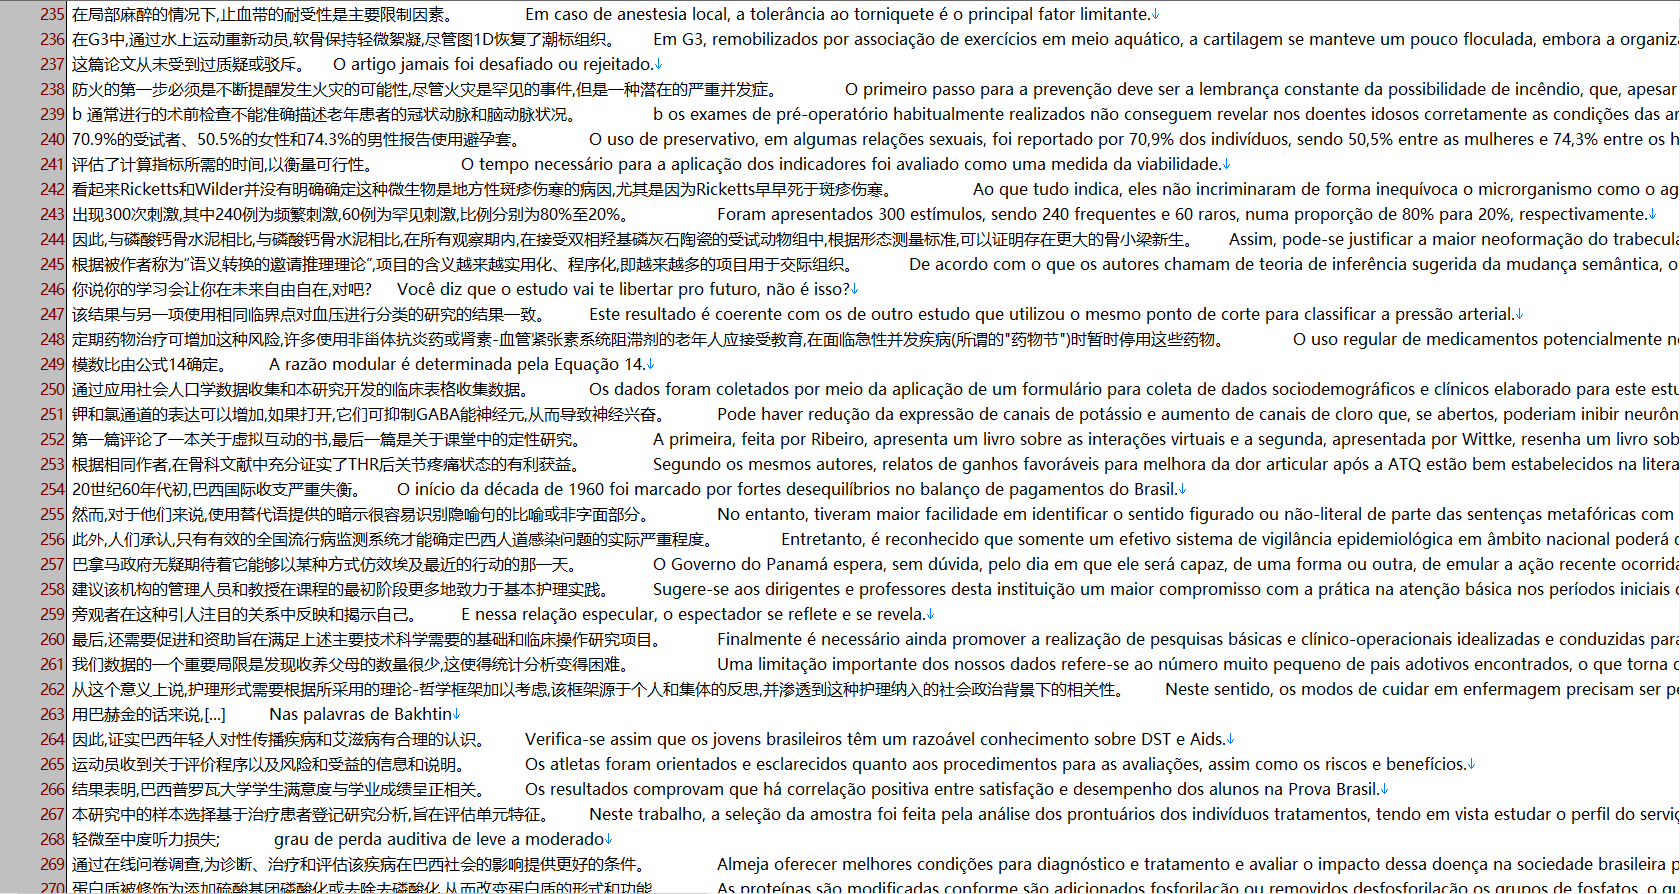 235 在局部麻醉的情况下,止血带的耐受性是主要限制因素。 Em caso de anestesia local, a tolerância ao torniquete é o principal fator limitante.↓
236 在G3中,通过水上运动重新动员,软骨保持轻微絮凝,尽管图1D恢复了潮标组织。 Em G3, remobilizados por associação de exercícios em meio aquático, a cartilagem se manteve um pouco floculada, embora a organiza
237 这篇论文从未受到过质疑或驳斥。 O artigo jamais foi desafiado ou rejeitado.↓
238 防火的第一步必须是不断提醒发生火灾的可能性,尽管火灾是罕见的事件,但是一种潜在的严重并发症。 O primeiro passo para a prevenção deve ser a lembrança constante da possibilidade de incêndio, que, apesar
239 b 通常进行的术前检查不能准确描述老年患者的冠状动脉和脑动脉状况。 b os exames de pré-operatório habitualmente realizados não conseguem revelar nos doentes idosos corretamente as condições das ar
240 70.9%的受试者、50.5%的女性和74.3%的男性报告使用避孕套。 O uso de preservativo, em algumas relações sexuais, foi reportado por 70,9% dos indivíduos, sendo 50,5% entre as mulheres e 74,3% entre os h
241 评估了计算指标所需的时间,以衡量可行性。 O tempo necessário para a aplicação dos indicadores foi avaliado como uma medida da viabilidade.↓
242 看起来Ricketts和Wilder并没有明确确定这种微生物是地方性斑疹伤寒的病因,尤其是因为Ricketts早早死于斑疹伤寒。 Ao que tudo indica, eles não incriminaram de forma inequívoca o microrganismo como o ag
243 出现300次刺激,其中240例为频繁刺激,60例为罕见刺激,比例分别为80%至20%。 Foram apresentados 300 estímulos, sendo 240 frequentes e 60 raros, numa proporção de 80% para 20%, respectivamente.↓
244 因此,与磷酸钙骨水泥相比,与磷酸钙骨水泥相比,在所有观察期内,在接受双相羟基磷灰石陶瓷的受试动物组中,根据形态测量标准,可以证明存在更大的骨小梁新生。 Assim, pode-se justificar a maior neoformação do trabecula
245 根据被作者称为“语义转换的邀请推理理论”,项目的含义越来越实用化、程序化,即越来越多的项目用于交际组织。 De acordo com o que os autores chamam de teoria de inferência sugerida da mudança semântica, o
246 你说你的学习会让你在未来自由自在,对吧? Você diz que o estudo vai te libertar pro futuro, não é isso?↓
247 该结果与另一项使用相同临界点对血压进行分类的研究的结果一致。 Este resultado é coerente com os de outro estudo que utilizou o mesmo ponto de corte para classificar a pressão arterial.↓
248 定期药物治疗可增加这种风险,许多使用非甾体抗炎药或肾素-血管紧张素系统阻滞剂的老年人应接受教育,在面临急性并发疾病(所谓的"药物节")时暂时停用这些药物。 O uso regular de medicamentos potencialmente n
249 模数比由公式14确定。 A razão modular é determinada pela Equação 14.↓
250 通过应用社会人口学数据收集和本研究开发的临床表格收集数据。 Os dados foram coletados por meio da aplicação de um formulário para coleta de dados sociodemográficos e clínicos elaborado para este estu
251 钾和氯通道的表达可以增加,如果打开,它们可抑制GABA能神经元,从而导致神经兴奋。 Pode haver redução da expressão de canais de potássio e aumento de canais de cloro que, se abertos, poderiam inibir neurôn
252 第一篇评论了一本关于虚拟互动的书,最后一篇是关于课堂中的定性研究。 A primeira, feita por Ribeiro, apresenta um livro sobre as interações virtuais e a segunda, apresentada por Wittke, resenha um livro sob
253 根据相同作者,在骨科文献中充分证实了THR后关节疼痛状态的有利获益。 Segundo os mesmos autores, relatos de ganhos favoráveis para melhora da dor articular após a ATQ estão bem estabelecidos na litera
254 20世纪60年代初,巴西国际收支严重失衡。 O início da década de 1960 foi marcado por fortes desequilíbrios no balanço de pagamentos do Brasil.↓
255 然而,对于他们来说,使用替代语提供的暗示很容易识别隐喻句的比喻或非字面部分。 No entanto, tiveram maior facilidade em identificar o sentido figurado ou não-literal de parte das sentenças metafóricas com
256 此外,人们承认,只有有效的全国流行病监测系统才能确定巴西人道感染问题的实际严重程度。 Entretanto, é reconhecido que somente um efetivo sistema de vigilância epidemiológica em âmbito nacional poderá d
257 巴拿马政府无疑期待着它能够以某种方式仿效埃及最近的行动的那一天。 O Governo do Panamá espera, sem dúvida, pelo dia em que ele será capaz, de uma forma ou outra, de emular a ação recente ocorrida
258 建议该机构的管理人员和教授在课程的最初阶段更多地致力于基本护理实践。 Sugere-se aos dirigentes e professores desta instituição um maior compromisso com a prática na atenção básica nos períodos iniciais d
259 旁观者在这种引人注目的关系中反映和揭示自己。 E nessa relação especular, o espectador se reflete e se revela.↓
260 最后,还需要促进和资助旨在满足上述主要技术科学需要的基础和临床操作研究项目。 Finalmente é necessário ainda promover a realização de pesquisas básicas e clínico-operacionais idealizadas e conduzidas para
261 我们数据的一个重要局限是发现收养父母的数量很少,这使得统计分析变得困难。 Uma limitação importante dos nossos dados refere-se ao número muito pequeno de pais adotivos encontrados, o que torna d
262 从这个意义上说,护理形式需要根据所采用的理论-哲学框架加以考虑,该框架源于个人和集体的反思,并渗透到这种护理纳入的社会政治背景下的相关性。 Neste sentido, os modos de cuidar em enfermagem precisam ser pe
263 用巴赫金的话来说,[...] Nas palavras de Bakhtin↓
264 因此,证实巴西年轻人对性传播疾病和艾滋病有合理的认识。 Verifica-se assim que os jovens brasileiros têm um razoável conhecimento sobre DST e Aids.↓
265 运动员收到关于评价程序以及风险和受益的信息和说明。 Os atletas foram orientados e esclarecidos quanto aos procedimentos para as avaliações, assim como os riscos e benefícios.↓
266 结果表明,巴西普罗瓦大学学生满意度与学业成绩呈正相关。 Os resultados comprovam que há correlação positiva entre satisfação e desempenho dos alunos na Prova Brasil.↓
267 本研究中的样本选择基于治疗患者登记研究分析,旨在评估单元特征。 Neste trabalho, a seleção da amostra foi feita pela análise dos prontuários dos indivíduos tratamentos, tendo em vista estudar o perfil do serviç
268 轻微至中度听力损失; grau de perda auditiva de leve a moderado↓
269 通过在线问卷调查,为诊断、治疗和评估该疾病在巴西社会的影响提供更好的条件。 Almeja oferecer melhores condições para diagnóstico e tratamento e avaliar o impacto dessa doença na sociedade brasileira p
270 蛋白质被修饰为添加硫酸基团磷酸化或去除去磷酸化,从而改变蛋白质的形式和功能 As proteínas são modificadas conforme são adicionados fosforilação ou removidos desfosforilação os grupos de fosfatos, o qu